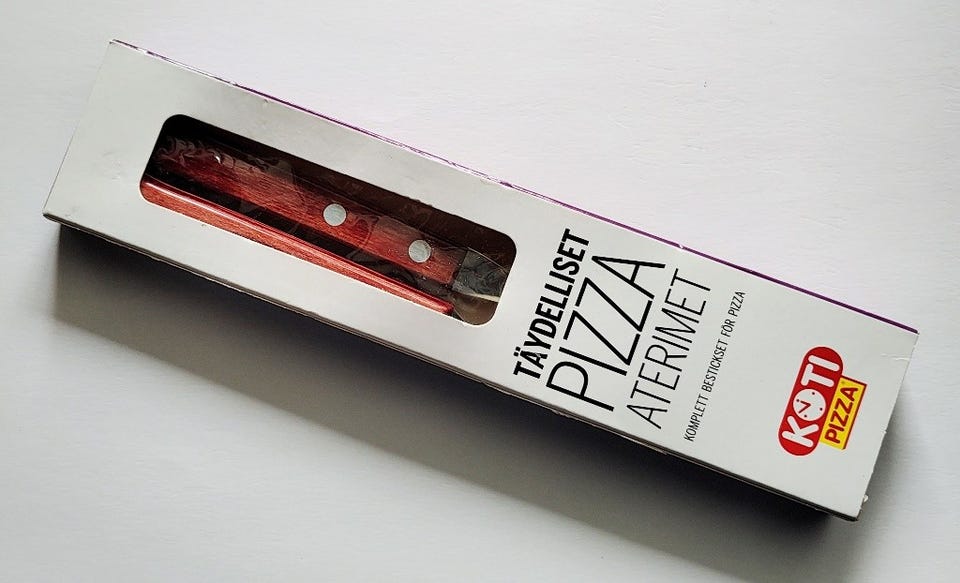 TÄYDELLISET
PIZZA
ATERIMET
KOMPLETT BESTICKSET FÖR PIZZA
KOTI
PIZZA